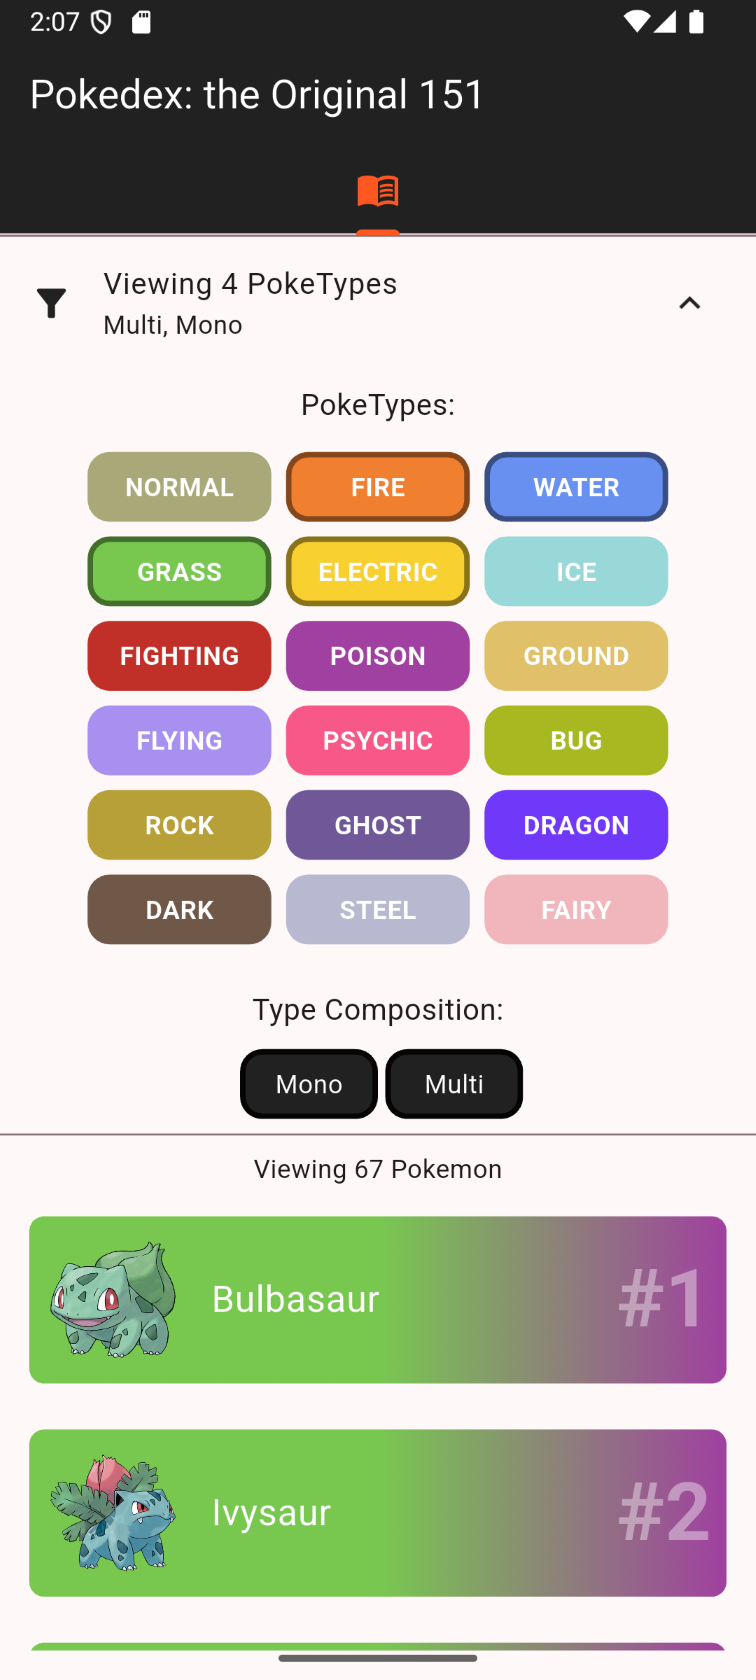 2:07
Pokedex: the Original 151
Viewing 4 PokeTypes
Multi, Mono
PokeTypes:
NORMAL FIRE WATER
GRASS ELECTRIC ICE
FIGHTING POISON GROUND
FLYING PSYCHIC BUG
ROCK GHOST DRAGON
DARK STEEL FAIRY
Type Composition:
Mono Multi
Viewing 67 Pokemon
Bulbasaur #1
Ivysaur #2